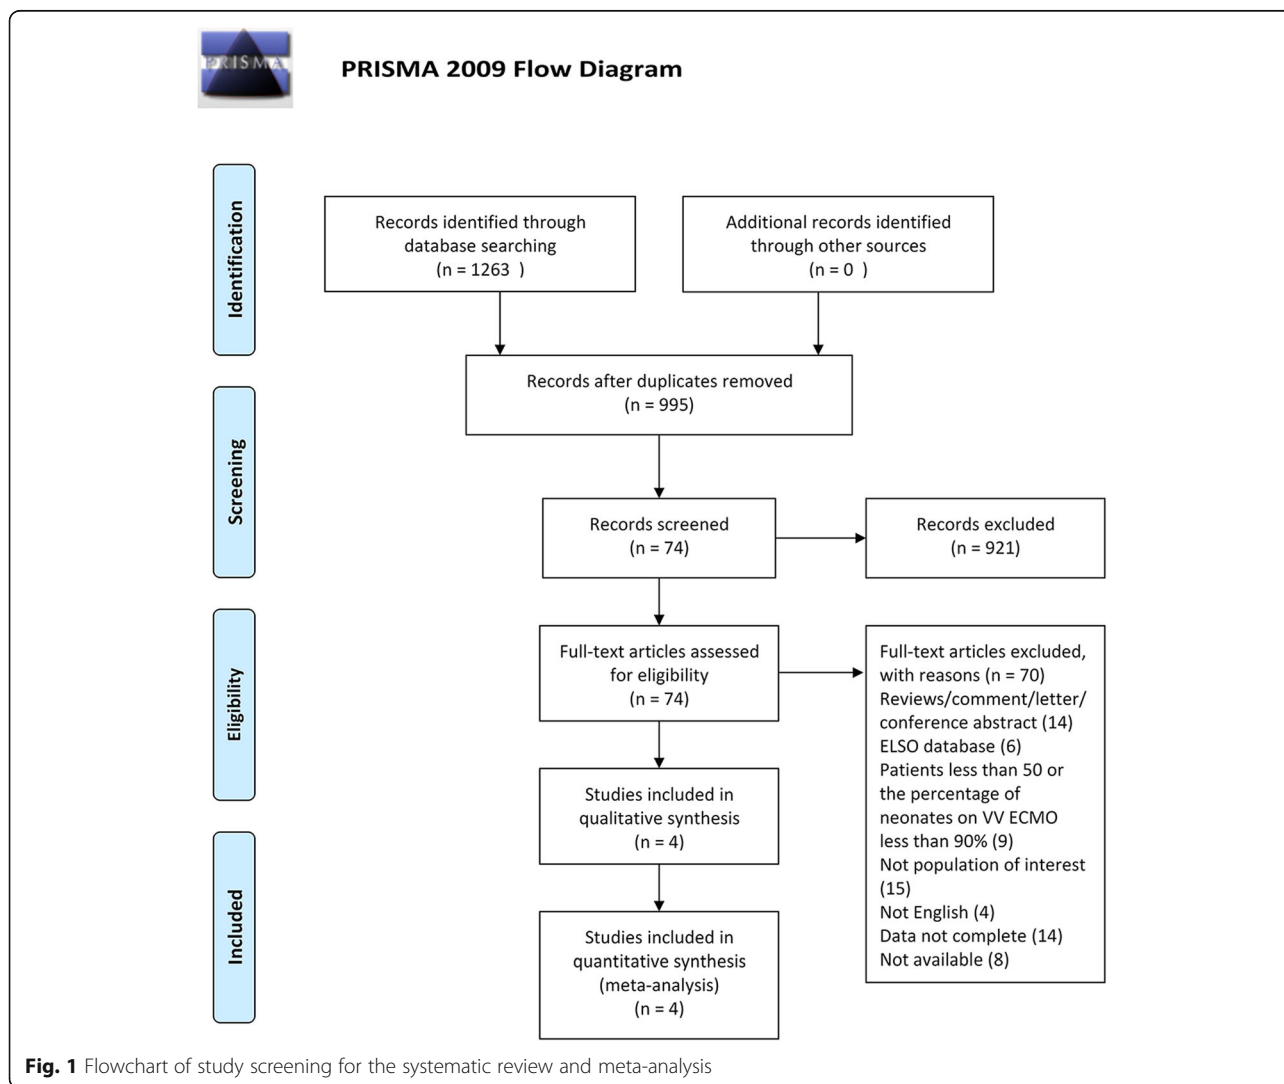 PRISMA
PRISMA 2009 Flow Diagram
Identification
Records identified through
database searching
(n = 1263  )
Additional records identified
through other sources
(n = 0  )
Records after duplicates removed
(n = 995)
Screening
Records screened
(n = 74)
Records excluded
(n = 921)
Eligibility
Full-text articles assessed
for eligibility
(n = 74)
Full-text articles excluded,
with reasons (n = 70)
Reviews/comment/letter/
conference abstract (14)
ELSO database (6)
Patients less than 50 or
the percentage of
neonates on VV ECMO
less than 90% (9)
Not population of interest
(15)
Not English (4)
Data not complete (14)
Not available (8)
Studies included in
qualitative synthesis
(n = 4)
Included
Studies included in
quantitative synthesis
(meta-analysis)
(n = 4)
Fig. 1 Flowchart of study screening for the systematic review and meta-analysis